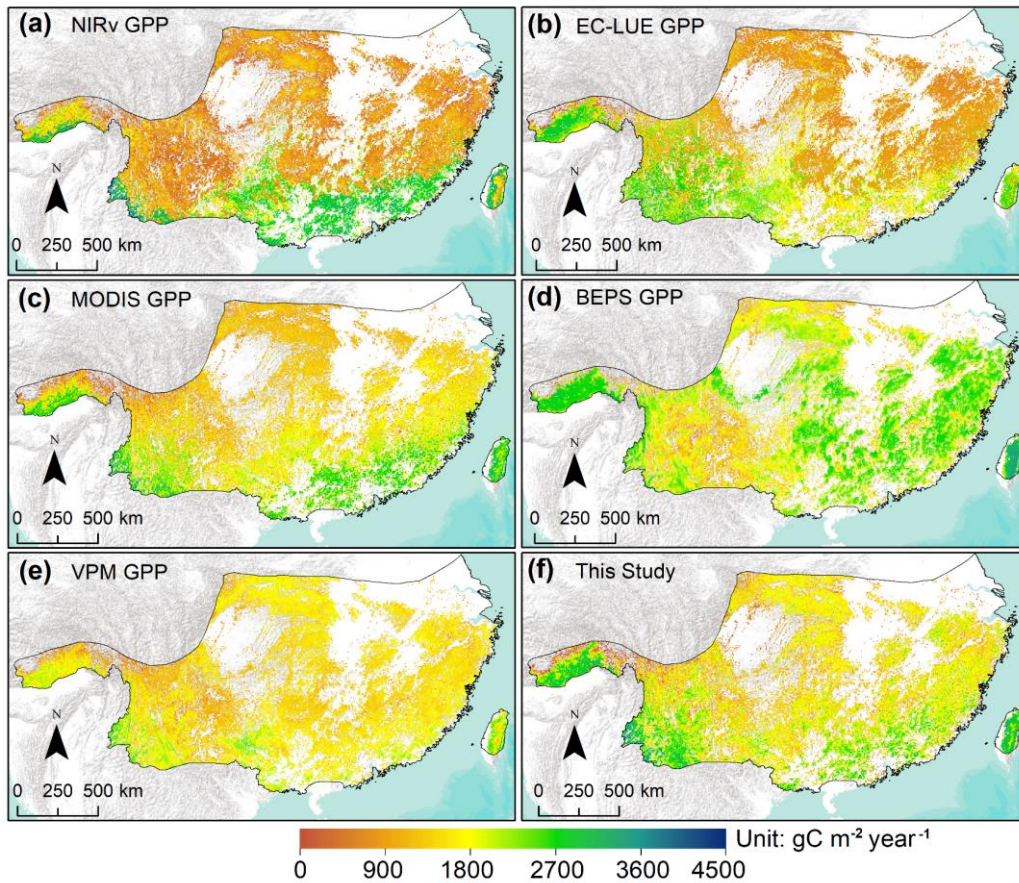 (a) NIRv GPP
N
0 250 500 km
(b) EC-LUE GPP
N
0 250 500 km
(c) MODIS GPP
N
0 250 500 km
(d) BEPS GPP
N
0 250 500 km
(e) VPM GPP
N
0 250 500 km
(f) This Study
N
0 250 500 km
Unit: gC m⁻² year⁻¹
0 900 1800 2700 3600 4500